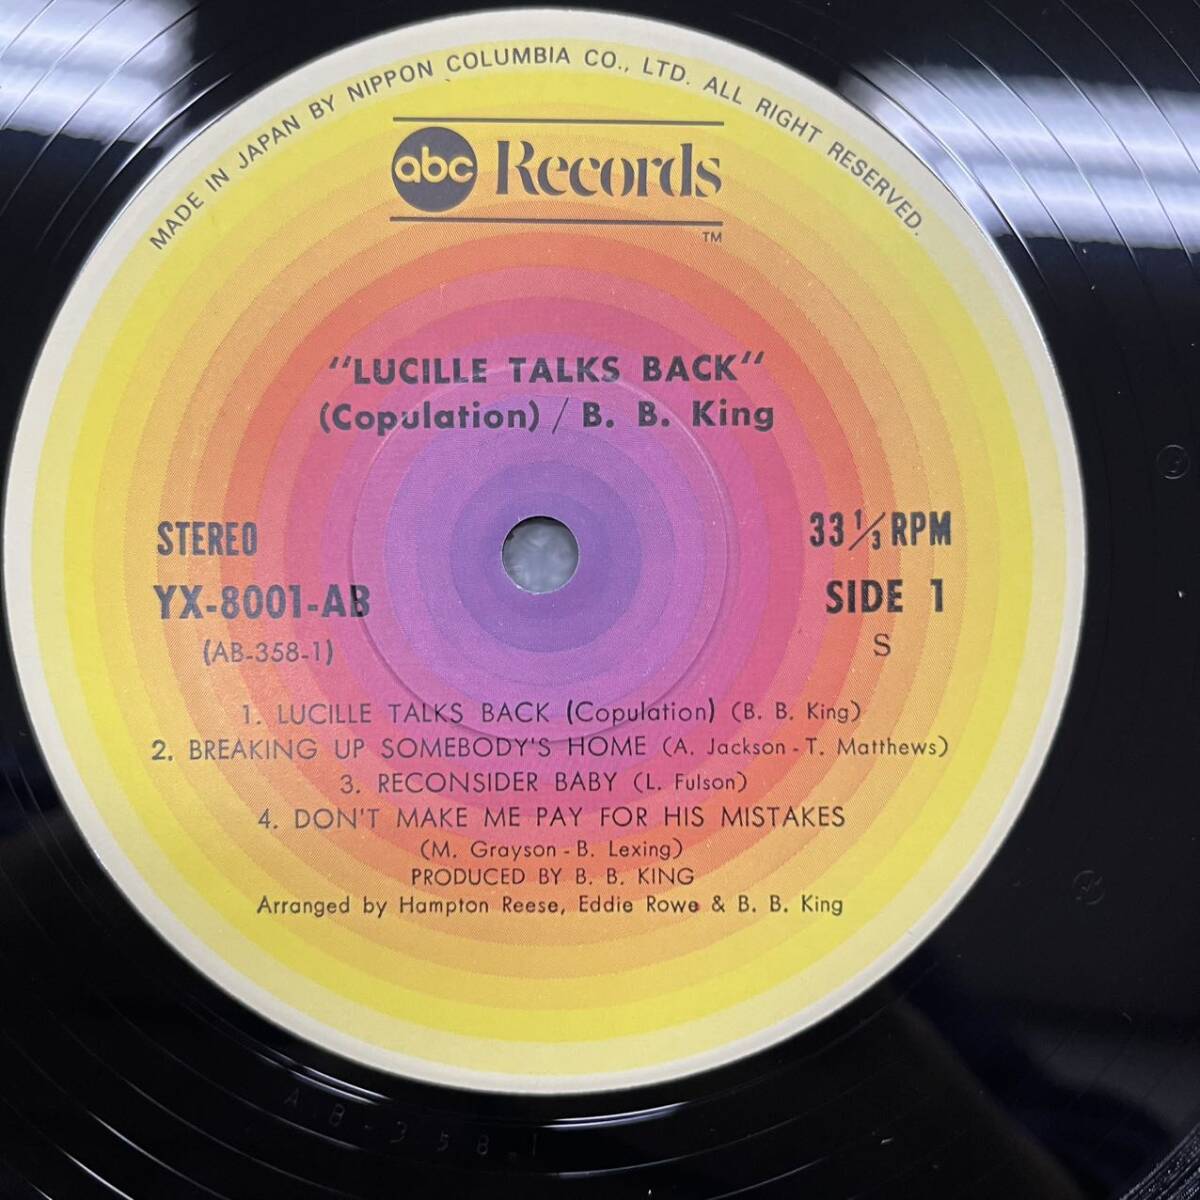 MADE IN JAPAN BY NIPPON COLUMBIA CO., LTD. ALL RIGHT RESERVED.
abc Records
TM
"LUCILLE TALKS BACK"
(Copulation) / B. B. King
STEREO
33 1/3 RPM
YX-8001-AB
SIDE 1
(AB-358-1)
S
1. LUCILLE TALKS BACK (Copulation) (B. B. King)
2. BREAKING UP SOMEBODY'S HOME (A. Jackson - T. Matthews)
3. RECONSIDER BABY (L. Fulson)
4. DON'T MAKE ME PAY FOR HIS MISTAKES
(M. Grayson - B. Lexing)
PRODUCED BY B. B. KING
Arranged by Hampton Reese, Eddie Rowe & B. B. King
AB-358.1